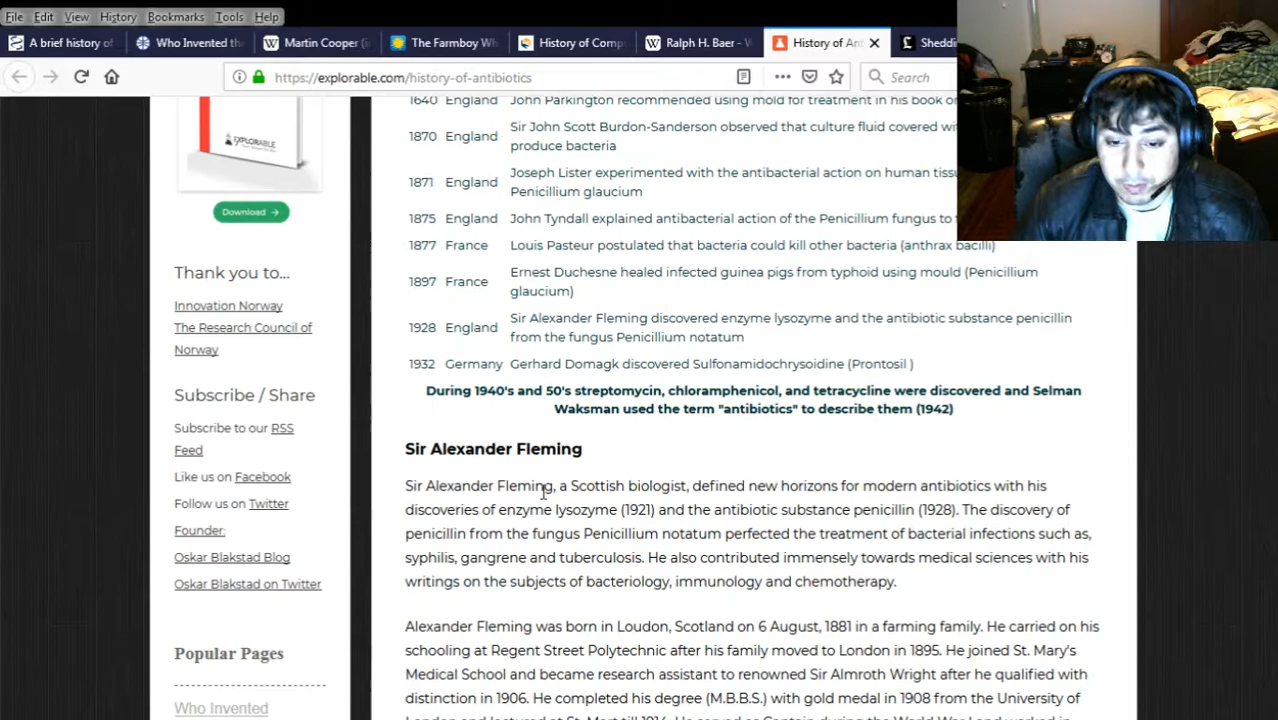 File Edit View History Bookmarks Tools Help
A brief history of
Who Invented th
Martin Cooper (i
The Farmboy Wh
History of Comp
Ralph H. Baer - W
History of An
Shedd
https://explorable.com/history-of-antibiotics
Search
EXPLORABLE
Download →
Thank you to...
Innovation Norway
The Research Council of
Norway
Subscribe / Share
Subscribe to our RSS
Feed
Like us on Facebook
Follow us on Twitter
Founder:
Oskar Blakstad Blog
Oskar Blakstad on Twitter
Popular Pages
Who Invented
1640 England John Parkington recommended using mold for treatment in his book o
1870 England Sir John Scott Burdon-Sanderson observed that culture fluid covered wi
produce bacteria
1871 England Joseph Lister experimented with the antibacterial action on human tiss
Penicillium glaucium
1875 England John Tyndall explained antibacterial action of the Penicillium fungus to
1877 France Louis Pasteur postulated that bacteria could kill other bacteria (anthrax bacilli)
1897 France Ernest Duchesne healed infected guinea pigs from typhoid using mould (Penicillium
glaucium)
1928 England Sir Alexander Fleming discovered enzyme lysozyme and the antibiotic substance penicillin
from the fungus Penicillium notatum
1932 Germany Gerhard Domagk discovered Sulfonamidochrysoidine (Prontosil )
During 1940's and 50's streptomycin, chloramphenicol, and tetracycline were discovered and Selman
Waksman used the term "antibiotics" to describe them (1942)
Sir Alexander Fleming
Sir Alexander Fleming, a Scottish biologist, defined new horizons for modern antibiotics with his
discoveries of enzyme lysozyme (1921) and the antibiotic substance penicillin (1928). The discovery of
penicillin from the fungus Penicillium notatum perfected the treatment of bacterial infections such as,
syphilis, gangrene and tuberculosis. He also contributed immensely towards medical sciences with his
writings on the subjects of bacteriology, immunology and chemotherapy.
Alexander Fleming was born in Loudon, Scotland on 6 August, 1881 in a farming family. He carried on his
schooling at Regent Street Polytechnic after his family moved to London in 1895. He joined St. Mary's
Medical School and became research assistant to renowned Sir Almroth Wright after he qualified with
distinction in 1906. He completed his degree (M.B.B.S.) with gold medal in 1908 from the University of